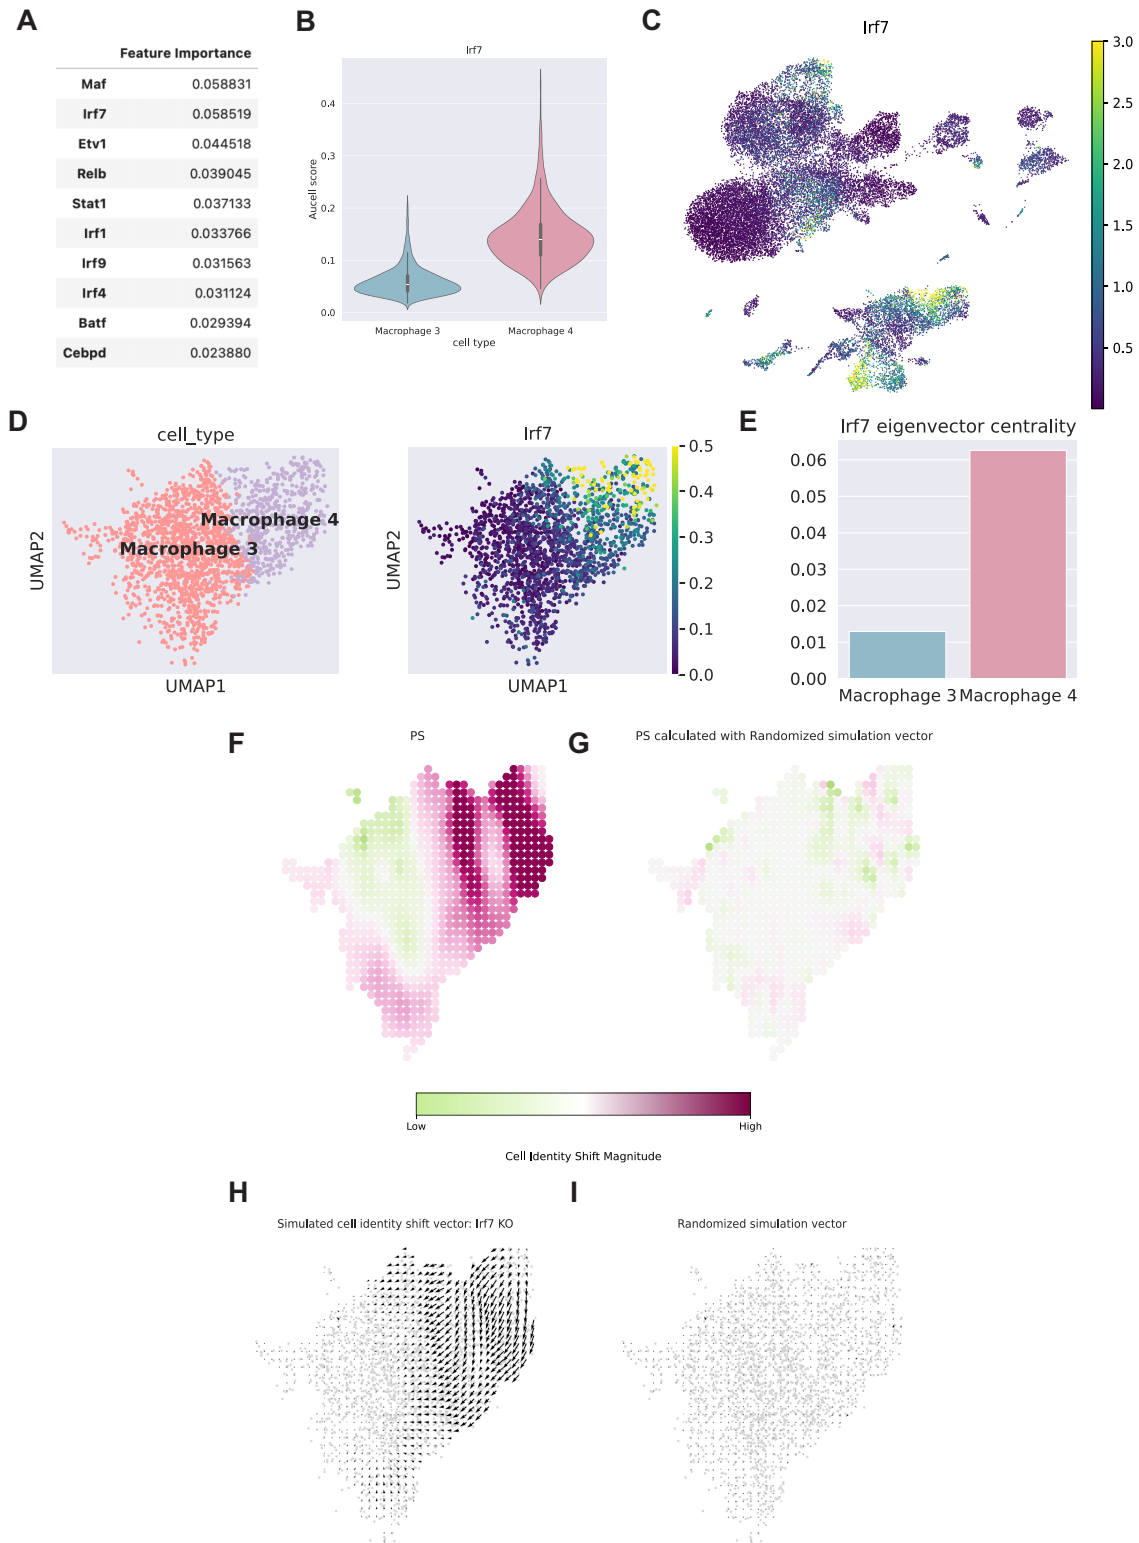 A
Feature Importance
Maf 0.058831
Irf7 0.058519
Etv1 0.044518
Relb 0.039045
Stat1 0.037133
Irf1 0.033766
Irf9 0.031563
Irf4 0.031124
Batf 0.029394
Cebpd 0.023880
B
Irf7
Aucell score
0.4
0.3
0.2
0.1
0.0
Macrophage 3 Macrophage 4
cell type
C
Irf7
3.0
2.5
2.0
1.5
1.0
0.5
D
cell_type
Macrophage 4
Macrophage 3
UMAP2
UMAP1
Irf7
UMAP2
UMAP1
0.5
0.4
0.3
0.2
0.1
0.0
E
Irf7 eigenvector centrality
0.06
0.05
0.04
0.03
0.02
0.01
0.00
Macrophage 3 Macrophage 4
F
PS
G
PS calculated with Randomized simulation vector
Low High
Cell Identity Shift Magnitude
H
Simulated cell identity shift vector: Irf7 KO
I
Randomized simulation vector